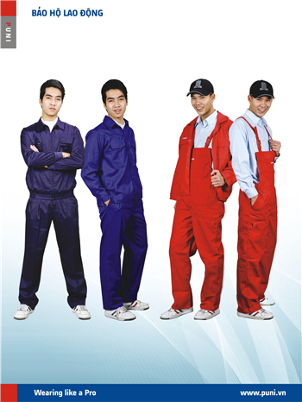 BẢO HỘ LAO ĐỘNG
PUNI
Wearing like a Pro
www.puni.vn